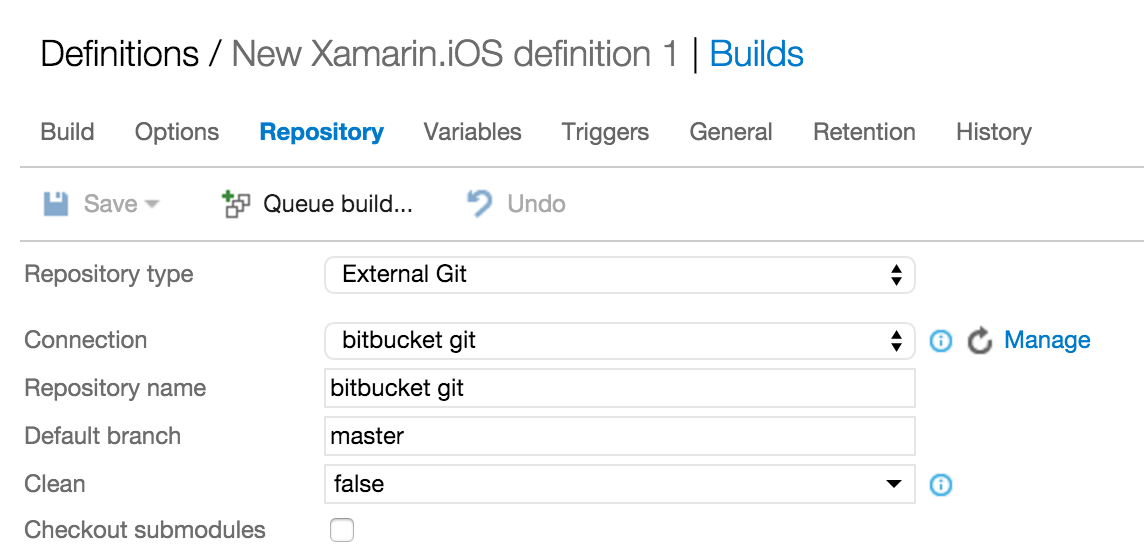 Definitions / New Xamarin.iOS definition 1 | Builds
Build Options Repository Variables Triggers General Retention History
Save Queue build... Undo
Repository type External Git
Connection bitbucket git Manage
Repository name bitbucket git
Default branch master
Clean false
Checkout submodules